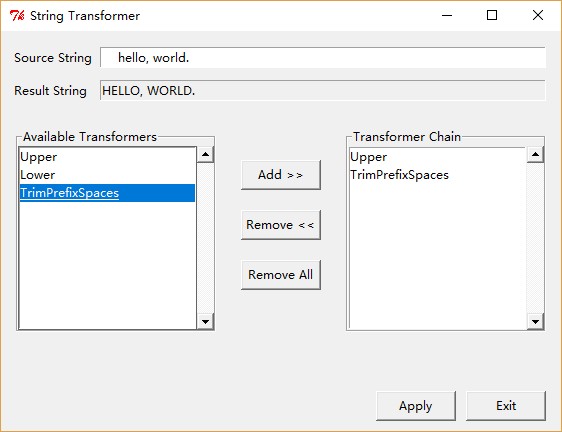 String Transformer
Source String hello, world.
Result String HELLO, WORLD.
Available Transformers
Upper
Lower
TrimPrefixSpaces
Add >>
Remove <<
Remove All
Transformer Chain
Upper
TrimPrefixSpaces
Apply
Exit